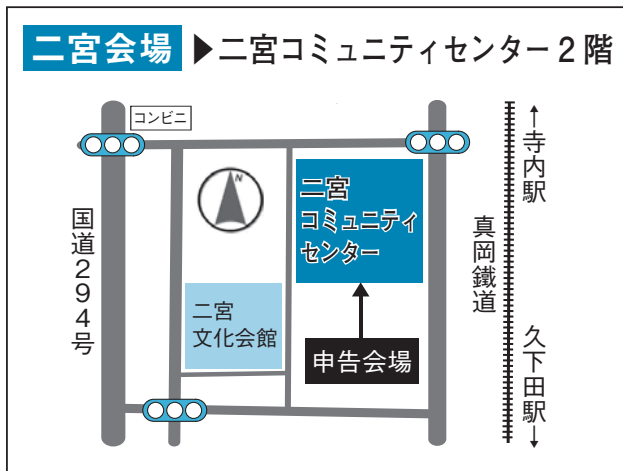 二宮会場 ▶二宮コミュニティセンター2階
コンビニ
N
国道294号
二宮
コミュニティ
センター
二宮
文化会館
申告会場
真岡鐵道
←寺内駅
久下田駅→